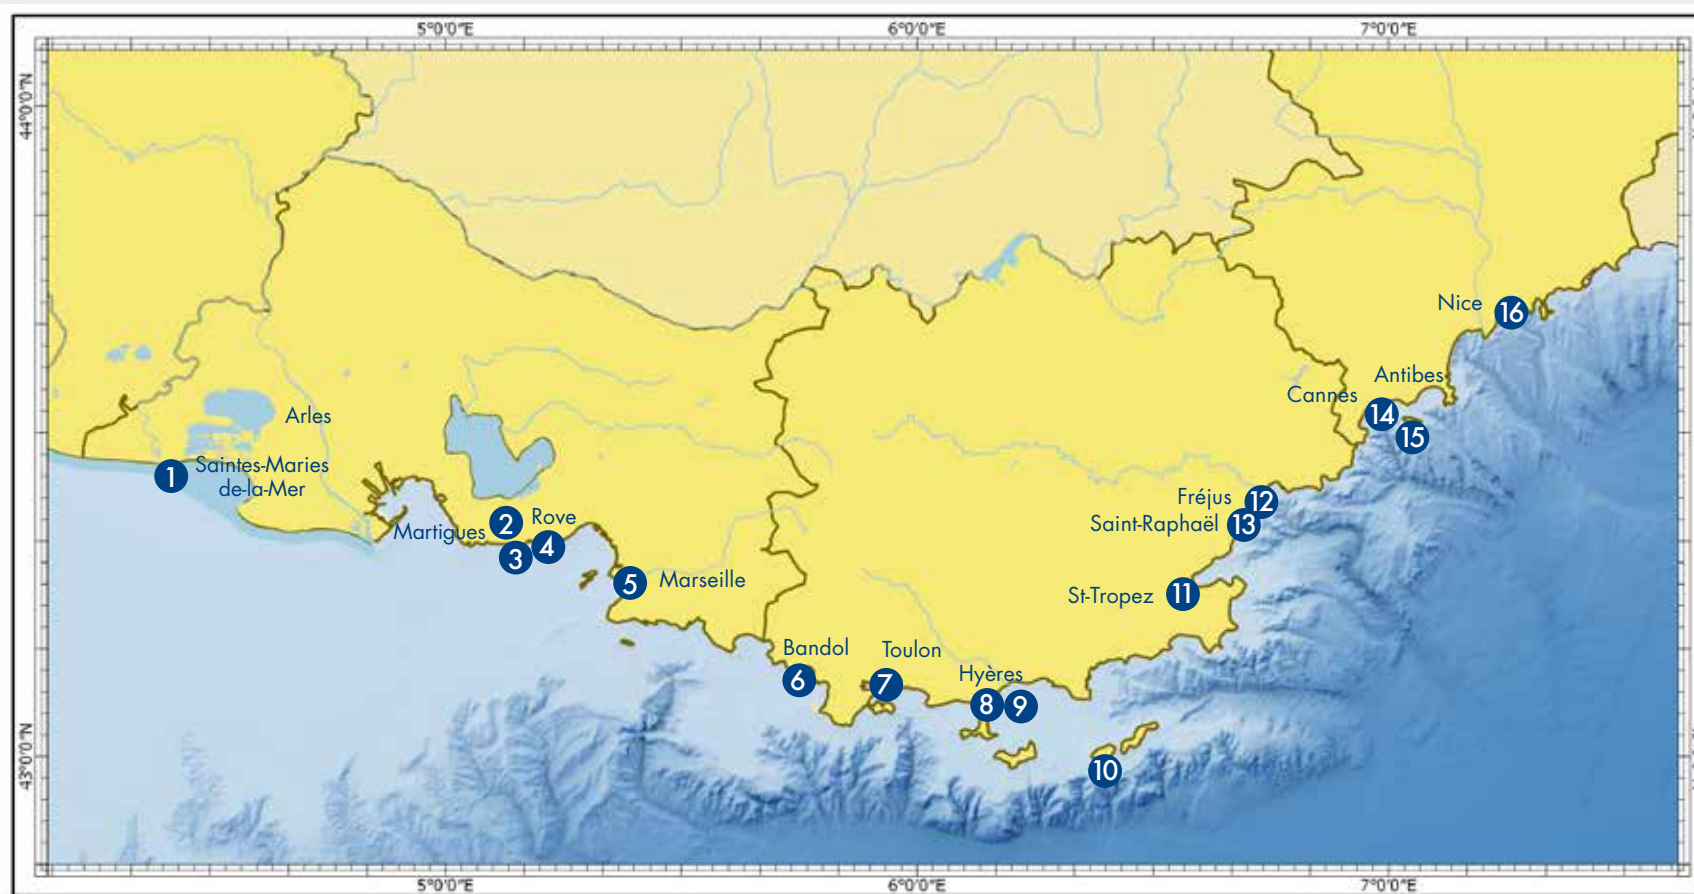 5°0'0"E
6°0'0"E
7°0'0"E
44°0'0"N
Nice
16
Antibes
Cannes
14
15
Arles
1
Saintes-Maries
de-la-Mer
Fréjus
12
Saint-Raphaël
13
Martigues
2
Rove
3
4
5
Marseille
St-Tropez
11
Bandol
6
Toulon
7
Hyères
8
9
10
43°0'0"N
5°0'0"E
6°0'0"E
7°0'0"E